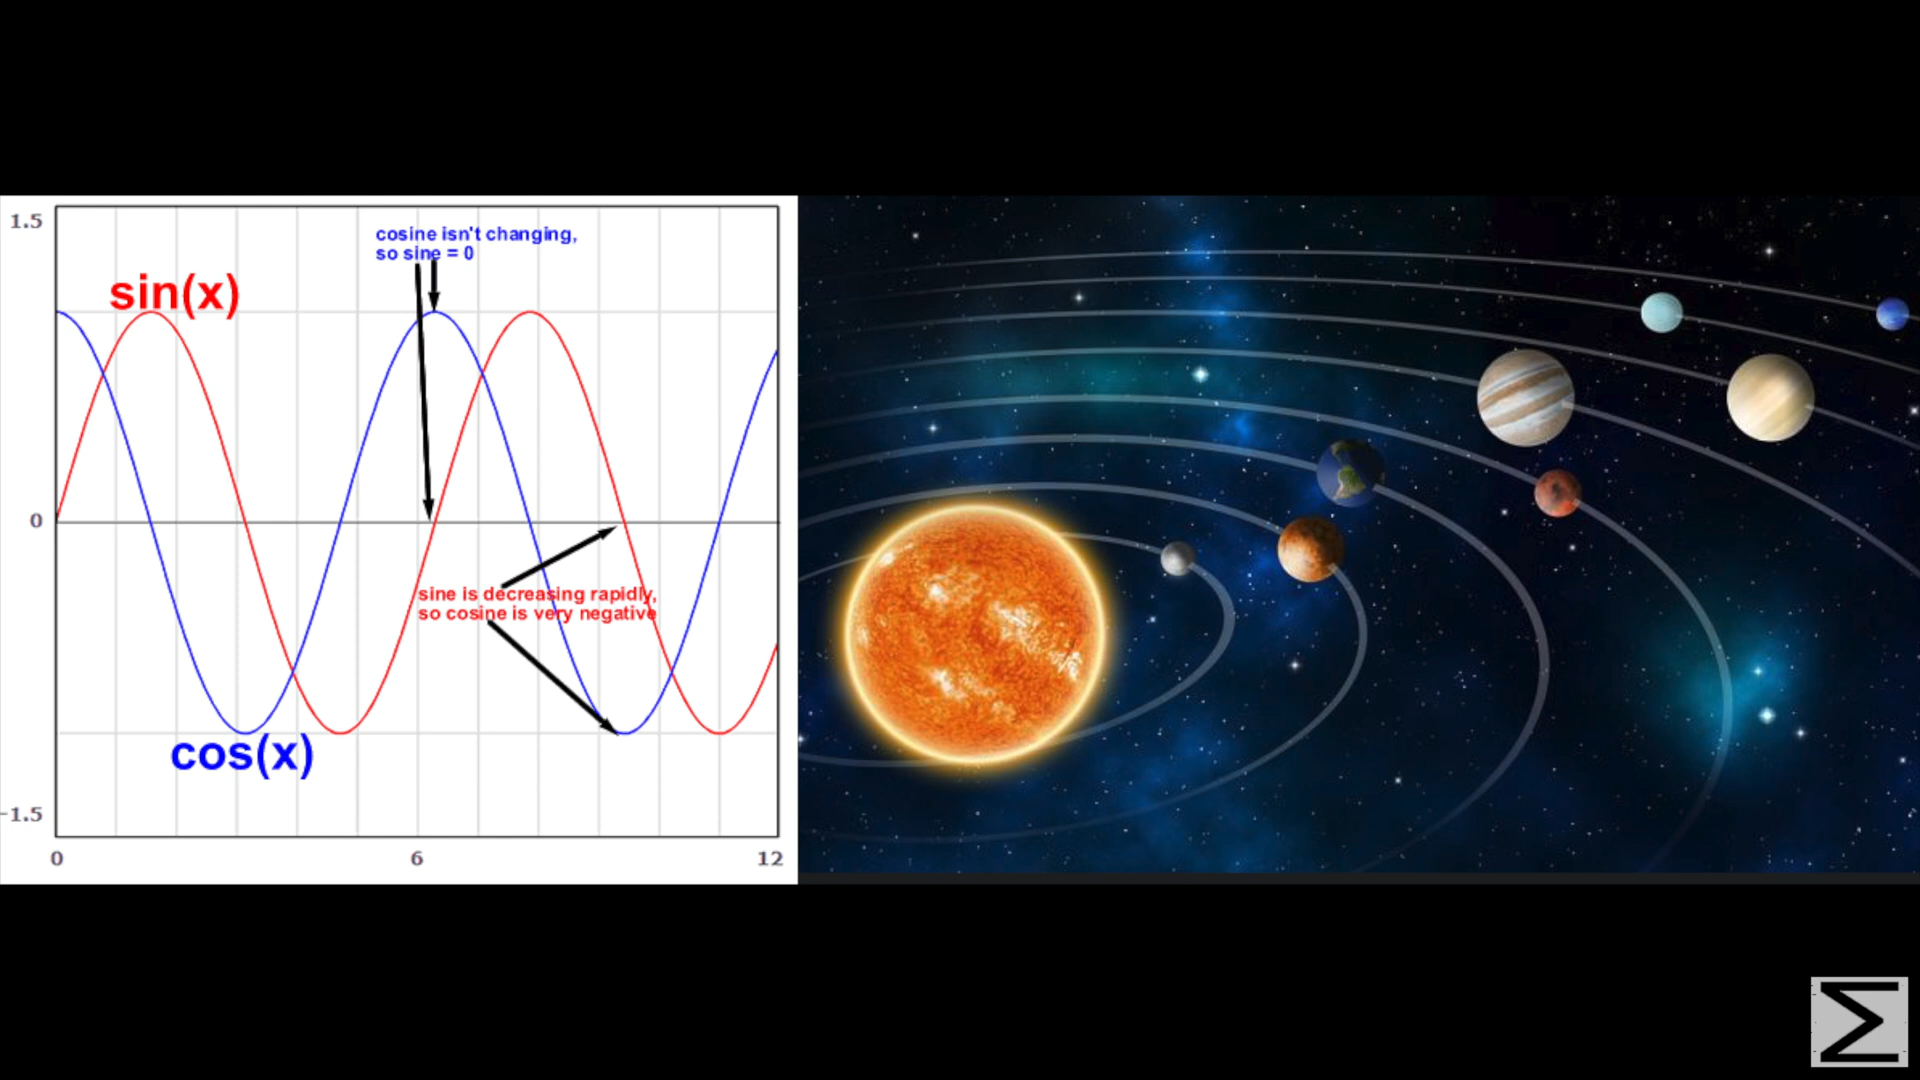 1.5
cosine isn't changing,
so sine = 0
sin(x)
0
sine is decreasing rapidly,
so cosine is very negative
cos(x)
-1.5
0 6 12
Σ